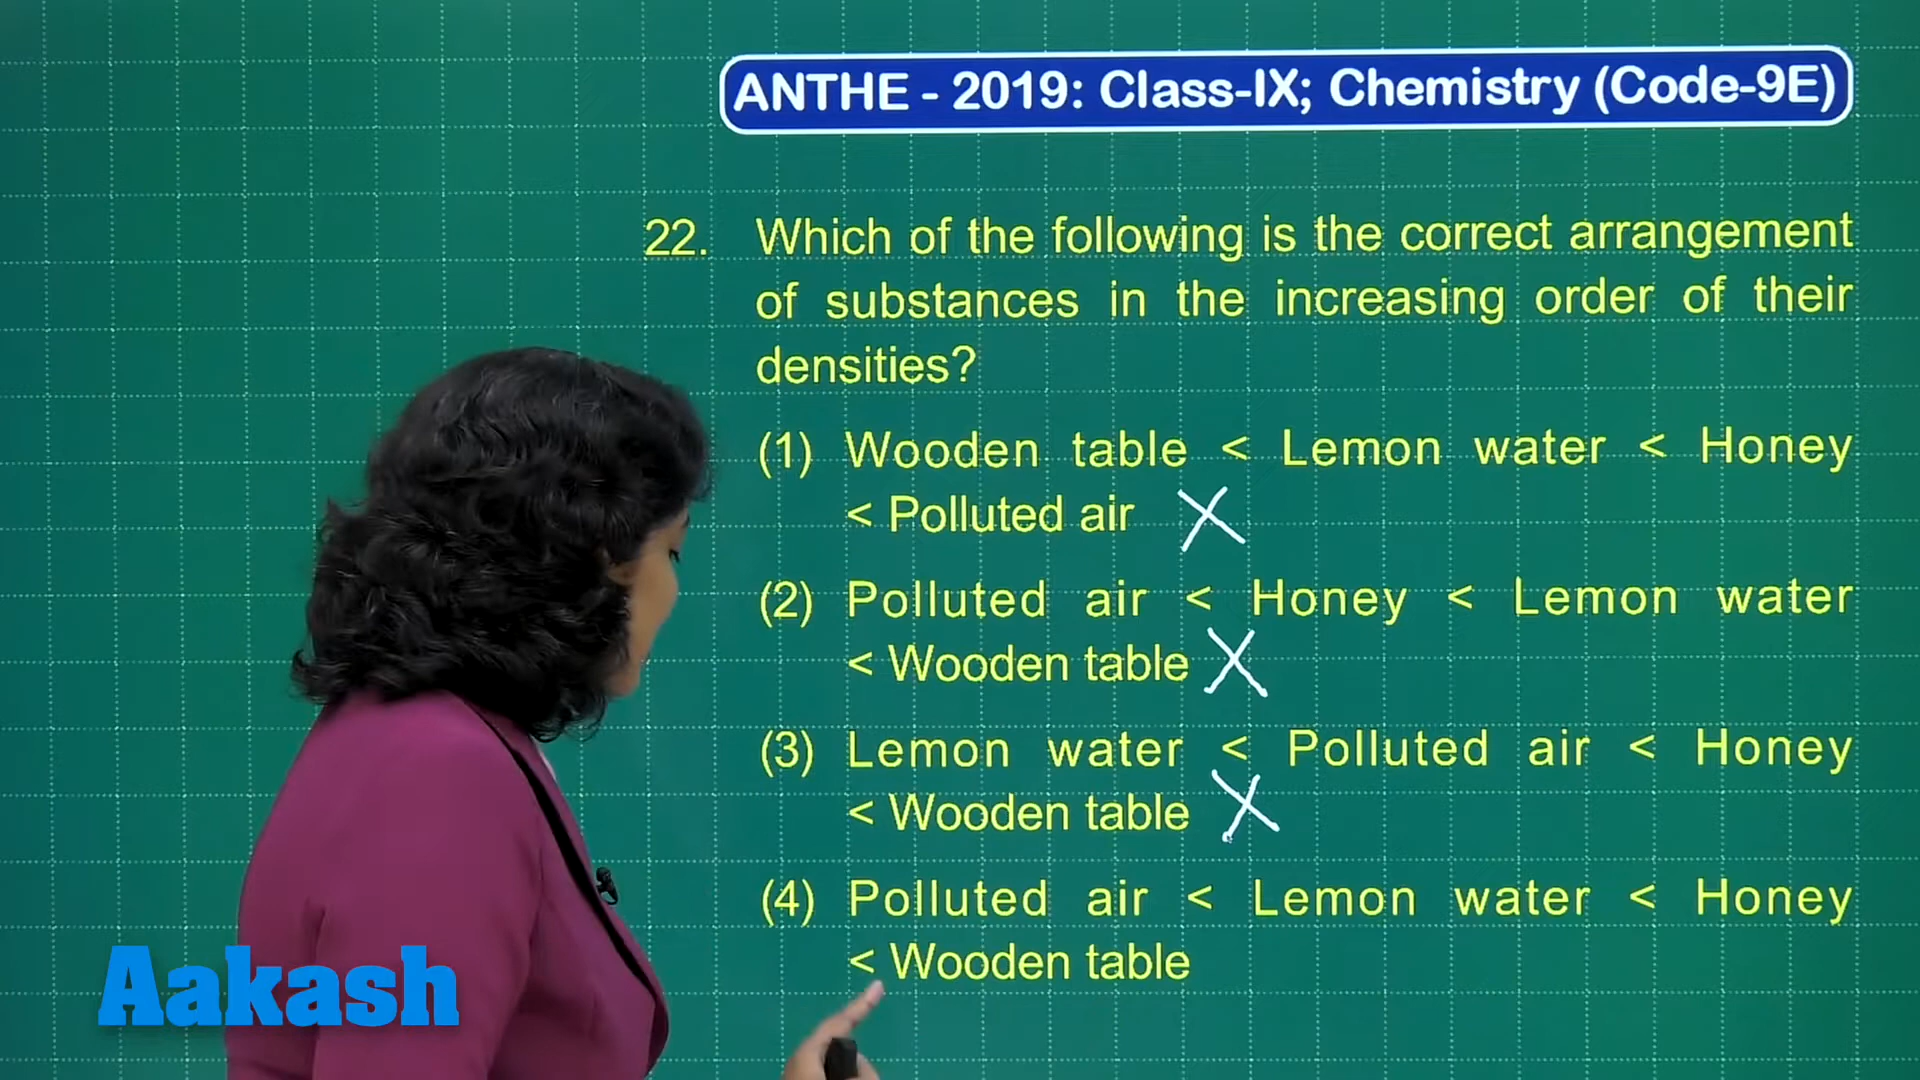 ANTHE - 2019: Class-IX; Chemistry (Code-9E)
22. Which of the following is the correct arrangement
of substances in the increasing order of their
densities?
(1) Wooden table < Lemon water < Honey
< Polluted air
(2) Polluted air < Honey < Lemon water
< Wooden table
(3) Lemon water < Polluted air < Honey
< Wooden table
(4) Polluted air < Lemon water < Honey
< Wooden table
Aakash